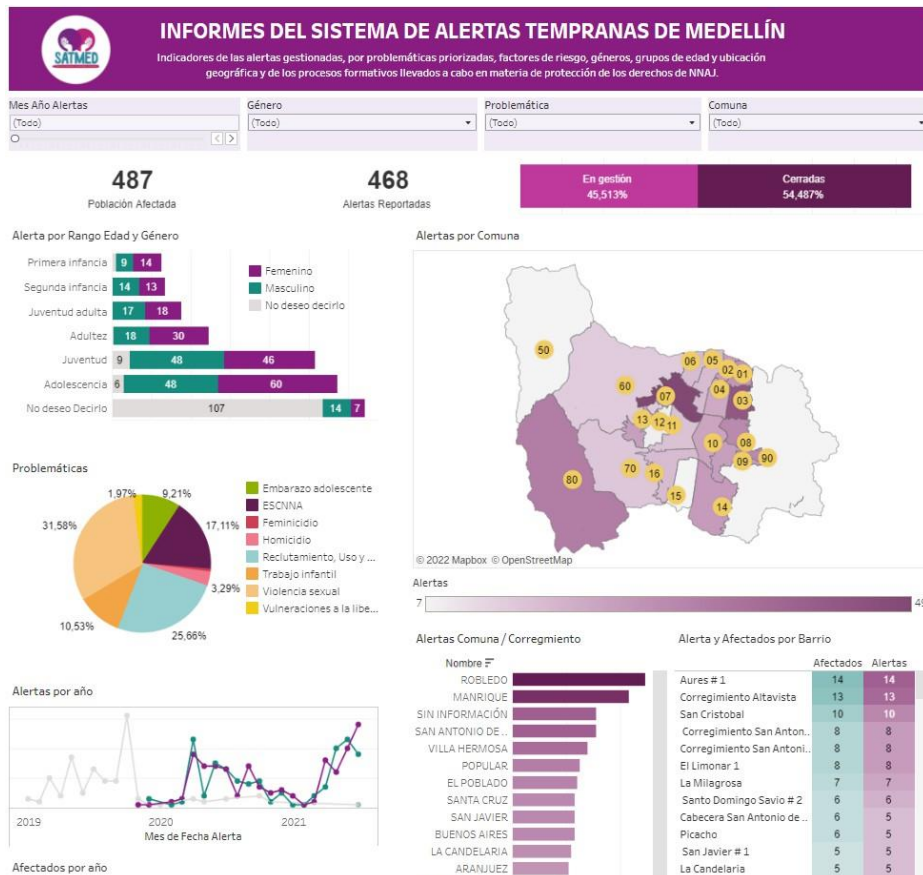 SATMED
INFORMES DEL SISTEMA DE ALERTAS TEMPRANAS DE MEDELLÍN
Indicadores de las alertas gestionadas, por problemáticas priorizadas, factores de riesgo, géneros, grupos de edad y ubicación
geográfica y de los procesos formativos llevados a cabo en materia de protección de los derechos de NNAJ.
Mes Año Alertas
(Todo)
Género
(Todo)
Problemática
(Todo)
Comuna
(Todo)
487
Población Afectada
468
Alertas Reportadas
En gestión
45,513%
Cerradas
54,487%
Alerta por Rango Edad y Género
Primera infancia 9 14
Segunda infancia 14 13
Juventud adulta 17 18
Adultez 18 30
Juventud 9 48 46
Adolescencia 6 48 60
No deseo Decirlo 107 14 7
Femenino
Masculino
No deseo decirlo
Alertas por Comuna
50
60
06
05
02
01
04
03
07
13
12
11
10
08
09
90
70
16
80
15
14
© 2022 Mapbox © OpenStreetMap
Alertas
7
49
Problemáticas
1,97%
9,21%
31,58%
17,11%
3,29%
10,53%
25,66%
Embarazo adolescente
ESCNNA
Feminicidio
Homicidio
Reclutamiento, Uso y ...
Trabajo infantil
Violencia sexual
Vulneraciones a la libe...
Alertas por año
2019
2020
2021
Mes de Fecha Alerta
Afectados por año
Alertas Comuna / Corregmiento
Nombre
ROBLEDO
MANRIQUE
SIN INFORMACIÓN
SAN ANTONIO DE ..
VILLA HERMOSA
POPULAR
EL POBLADO
SANTA CRUZ
SAN JAVIER
BUENOS AIRES
LA CANDELARIA
ARANJUEZ
Alerta y Afectados por Barrio
Afectados Alertas
Aures # 1 14 14
Corregimiento Altavista 13 13
San Cristobal 10 10
Corregimiento San Anton.. 8 8
Corregimiento San Antoni.. 8 8
El Limonar 1 8 8
La Milagrosa 7 7
Santo Domingo Savio # 2 6 6
Cabecera San Antonio de .. 6 5
Picacho 6 5
San Javier # 1 5 5
La Candelaria 5 5